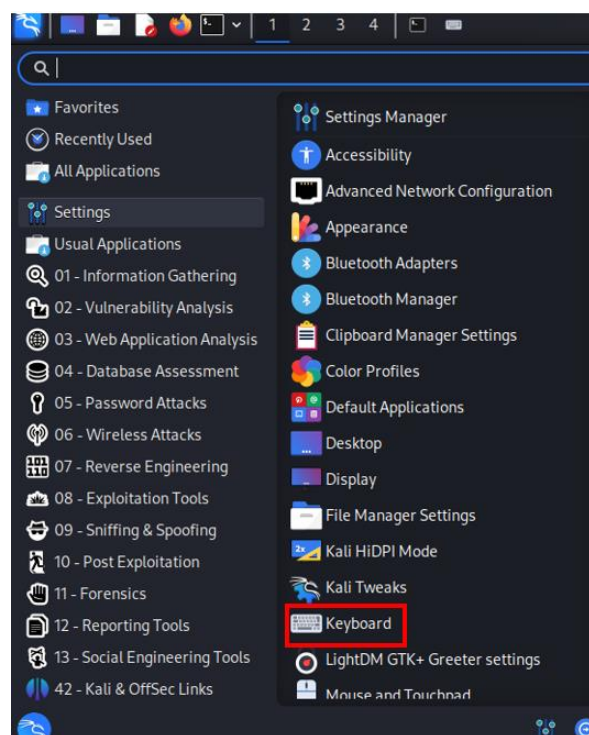 1 2 3 4
Favorites
Recently Used
All Applications
Settings
Usual Applications
01 - Information Gathering
02 - Vulnerability Analysis
03 - Web Application Analysis
04 - Database Assessment
05 - Password Attacks
06 - Wireless Attacks
07 - Reverse Engineering
08 - Exploitation Tools
09 - Sniffing & Spoofing
10 - Post Exploitation
11 - Forensics
12 - Reporting Tools
13 - Social Engineering Tools
42 - Kali & OffSec Links
Settings Manager
Accessibility
Advanced Network Configuration
Appearance
Bluetooth Adapters
Bluetooth Manager
Clipboard Manager Settings
Color Profiles
Default Applications
Desktop
Display
File Manager Settings
Kali HiDPI Mode
Kali Tweaks
Keyboard
LightDM GTK+ Greeter settings
Mouse and Touchpad